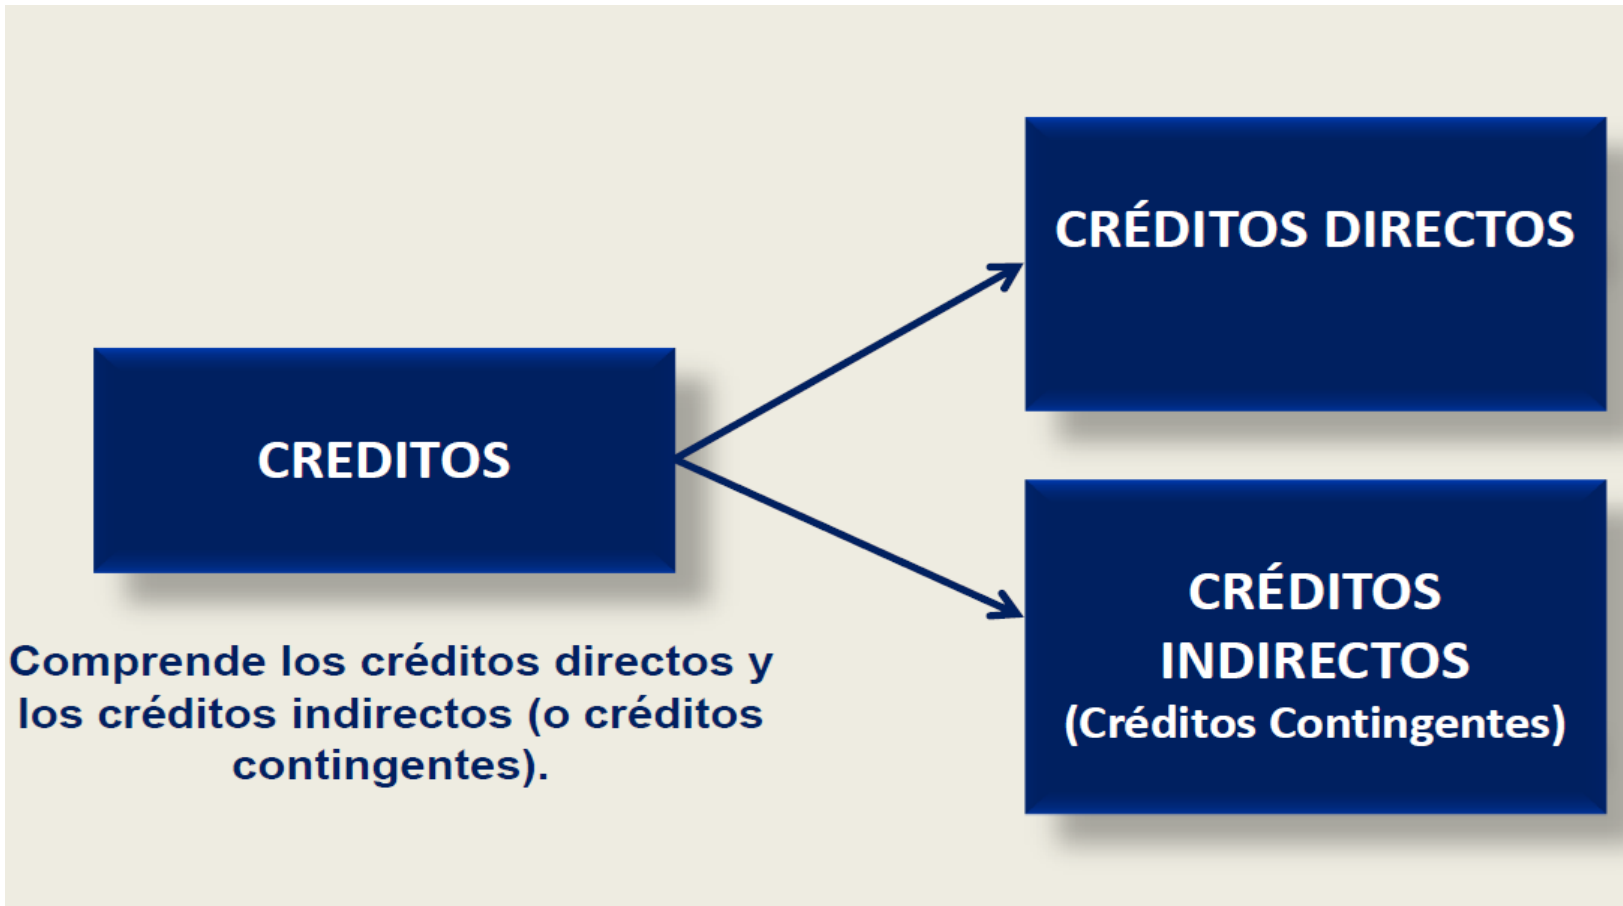 CREDITOS
Comprende los créditos directos y
los créditos indirectos (o créditos
contingentes).
CRÉDITOS DIRECTOS
CRÉDITOS
INDIRECTOS
(Créditos Contingentes)